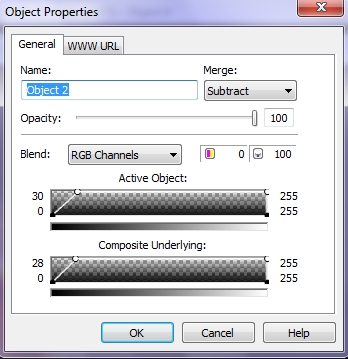 Object Properties
General
WWW URL
Name:
Merge:
Object 2
Subtract
Opacity:
100
Blend:
RGB Channels
0
100
Active Object:
30
255
0
255
Composite Underlying:
28
255
0
255
OK
Cancel
Help